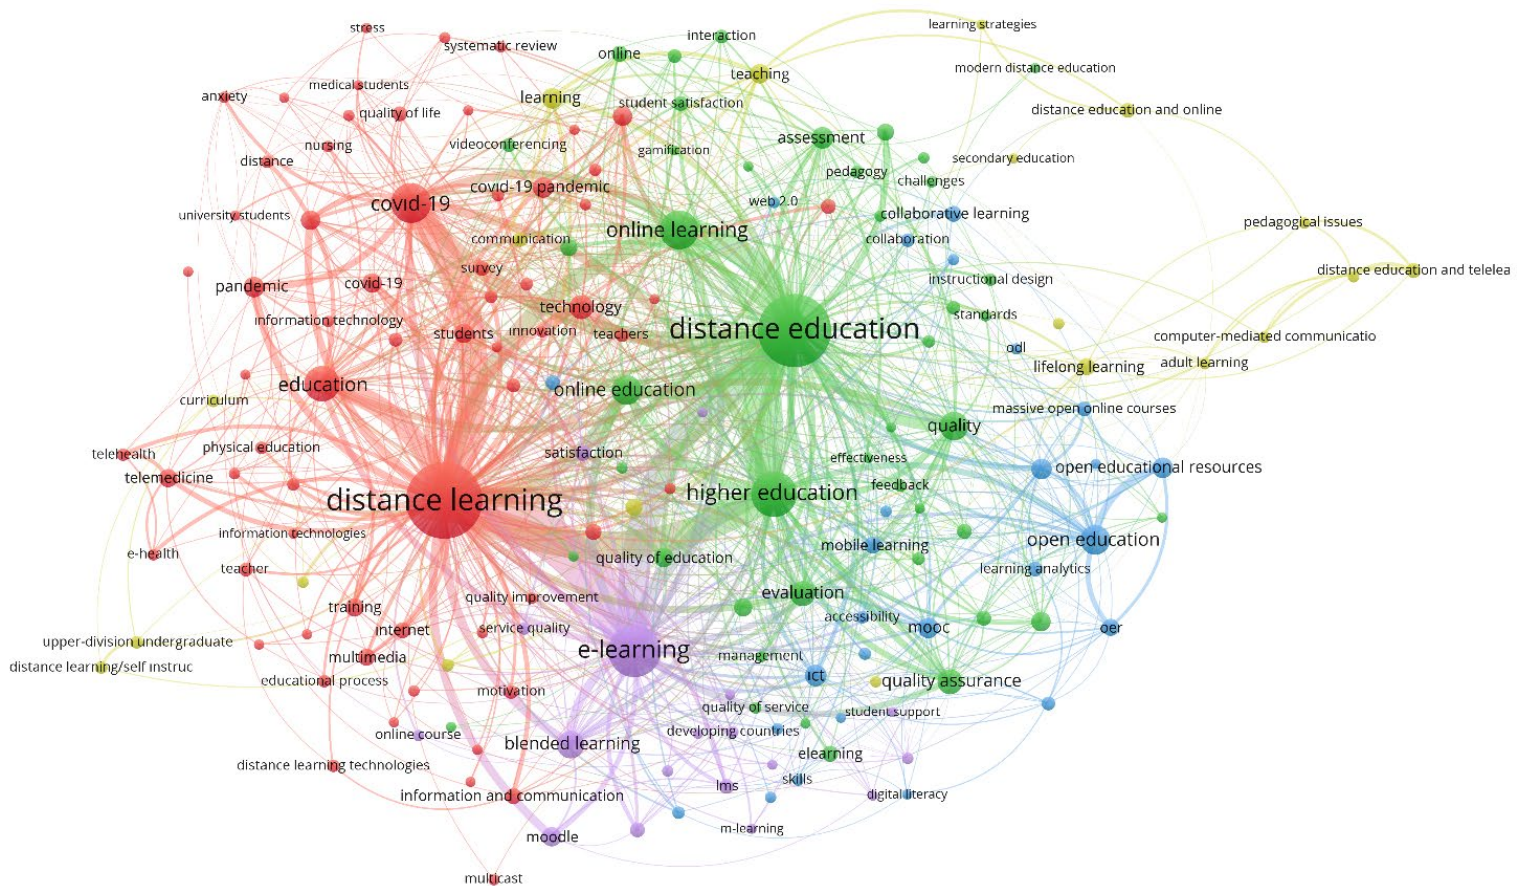 learning strategies
stress
interaction
systematic review
online
modern distance education
teaching
medical students
anxiety
learning
student satisfaction
distance education and online
quality of life
assessment
nursing
videoconferencing
gamification
secondary education
distance
pedagogy
challenges
covid-19 pandemic
web 2.0
covid-19
university students
collaborative learning
pedagogical issues
online learning
communication
collaboration
survey
distance education and telelea
instructional design
covid-19
pandemic
technology
standards
information technology
students
innovation
teachers
distance education
computer-mediated communicatio
odl
adult learning
lifelong learning
education
online education
curriculum
massive open online courses
quality
physical education
telehealth
satisfaction
effectiveness
open educational resources
telemedicine
feedback
distance learning
higher education
information technologies
open education
mobile learning
e-health
quality of education
teacher
learning analytics
evaluation
quality improvement
training
accessibility
internet
service quality
mooc
oer
upper-division undergraduate
e-learning
multimedia
management
distance learning/self instruc
educational process
ict
quality assurance
motivation
quality of service
student support
online course
developing countries
blended learning
elearning
distance learning technologies
skills
lms
information and communication
digital literacy
m-learning
moodle
multicast